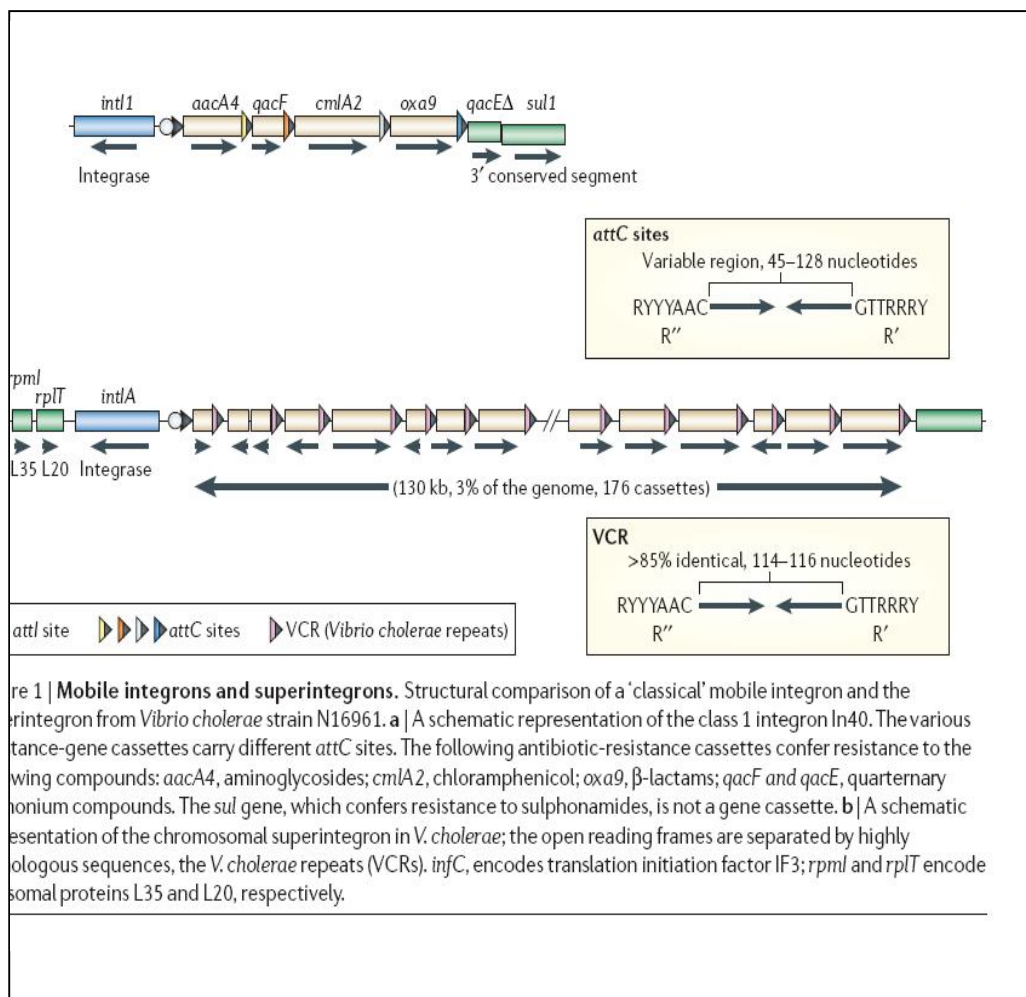 intI1 aacA4 qacF cmlA2 oxa9 qacEΔ sul1
Integrase 3′ conserved segment
attC sites
Variable region, 45–128 nucleotides
RYYYAAC GTTRRRY
R″ R′
rpmI
rplT intIA
L35 L20 Integrase
(130 kb, 3% of the genome, 176 cassettes)
VCR
>85% identical, 114–116 nucleotides
RYYYAAC GTTRRRY
R″ R′
attI site attC sites VCR (Vibrio cholerae repeats)
re 1 | Mobile integrons and superintegrons. Structural comparison of a ‘classical’ mobile integron and the
erintegron from Vibrio cholerae strain N16961. a | A schematic representation of the class 1 integron In40. The various
stance-gene cassettes carry different attC sites. The following antibiotic-resistance cassettes confer resistance to the
wing compounds: aacA4, aminoglycosides; cmlA2, chloramphenicol; oxa9, β-lactams; qacF and qacE, quarternary
onium compounds. The sul gene, which confers resistance to sulphonamides, is not a gene cassette. b | A schematic
esentation of the chromosomal superintegron in V. cholerae; the open reading frames are separated by highly
ologous sequences, the V. cholerae repeats (VCRs). infC, encodes translation initiation factor IF3; rpmI and rplT encode
somal proteins L35 and L20, respectively.